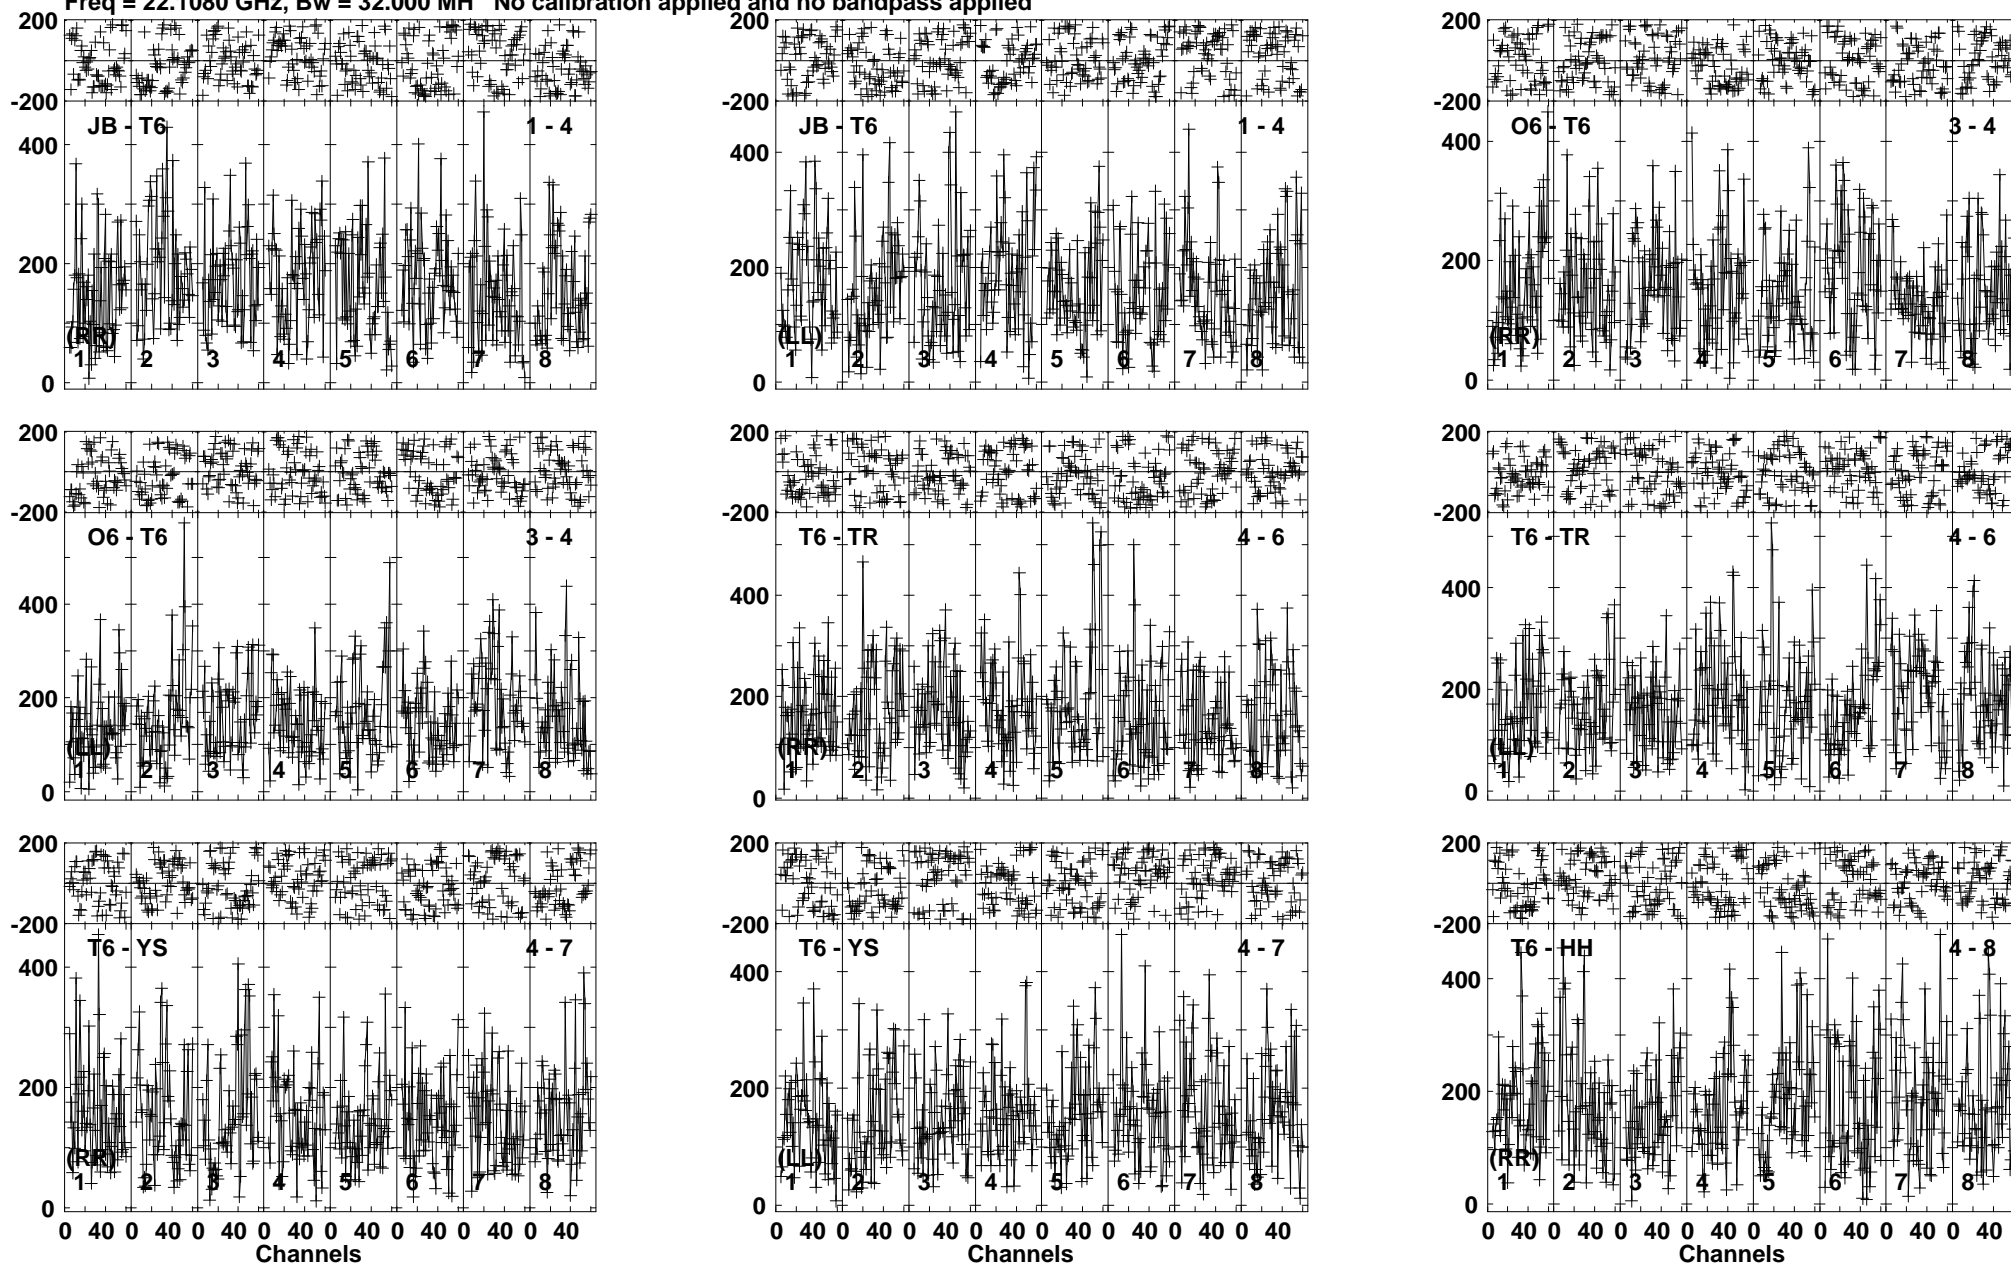 Freq = 22.1080 GHz, Bw = 32.000 MH No calibration applied and no bandpass applied
200 200 200
-200 -200 -200
JB - T6 1 - 4 JB - T6 1 - 4 O6 - T6 3 - 4
400 400 400
200 200 200
(RR) (LL) (RR)
1 2 3 4 5 6 7 8 1 2 3 4 5 6 7 8 1 2 3 4 5 6 7 8
0 0 0
200 200 200
-200 -200 -200
O6 - T6 3 - 4 T6 - TR 4 - 6 T6 - TR 4 - 6
400 400 400
200 200 200
(LL) (RR) (LL)
1 2 3 4 5 6 7 8 1 2 3 4 5 6 7 8 1 2 3 4 5 6 7 8
0 0 0
200 200 200
-200 -200 -200
T6 - YS 4 - 7 T6 - YS 4 - 7 T6 - HH 4 - 8
400 400 400
200 200 200
(RR) (LL) (RR)
1 2 3 4 5 6 7 8 1 2 3 4 5 6 7 8 1 2 3 4 5 6 7 8
0 0 0
0 40 0 40 0 40 0 40 0 40 0 40 0 40 0 40 0 40 0 40 0 40 0 40 0 40 0 40 0 40 0 40 0 40 0 40 0 40 0 40 0 40 0 40 0 40 0 40
Channels Channels Channels